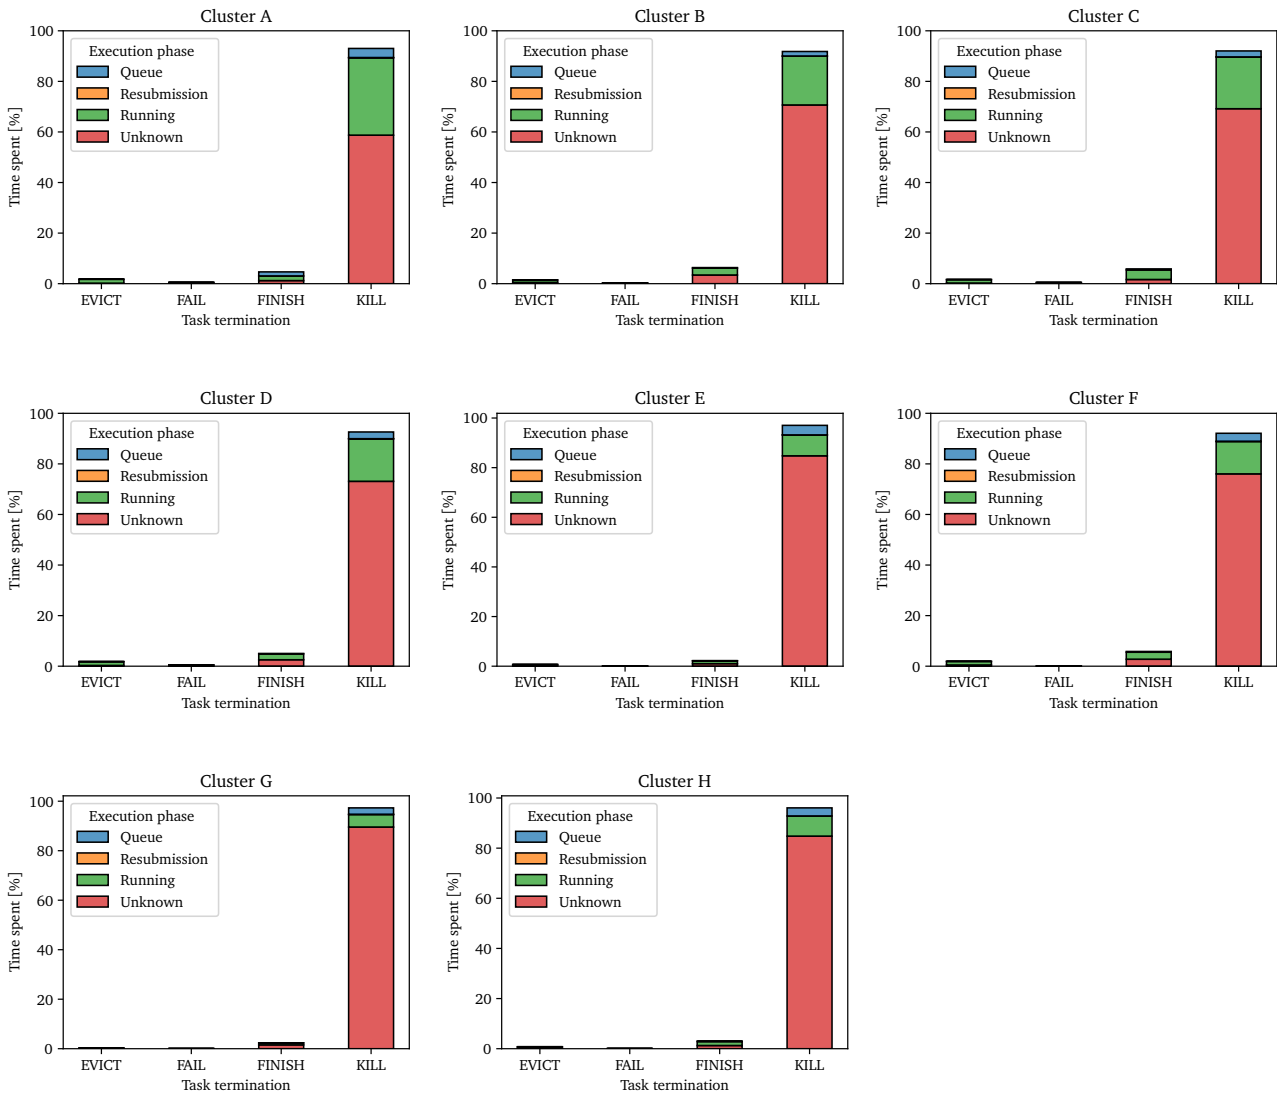 Cluster A
Time spent [%]
100
80
60
40
20
0
Execution phase
Queue
Resubmission
Running
Unknown
EVICT FAIL FINISH KILL
Task termination
Cluster B
Time spent [%]
100
80
60
40
20
0
Execution phase
Queue
Resubmission
Running
Unknown
EVICT FAIL FINISH KILL
Task termination
Cluster C
Time spent [%]
100
80
60
40
20
0
Execution phase
Queue
Resubmission
Running
Unknown
EVICT FAIL FINISH KILL
Task termination
Cluster D
Time spent [%]
100
80
60
40
20
0
Execution phase
Queue
Resubmission
Running
Unknown
EVICT FAIL FINISH KILL
Task termination
Cluster E
Time spent [%]
100
80
60
40
20
0
Execution phase
Queue
Resubmission
Running
Unknown
EVICT FAIL FINISH KILL
Task termination
Cluster F
Time spent [%]
100
80
60
40
20
0
Execution phase
Queue
Resubmission
Running
Unknown
EVICT FAIL FINISH KILL
Task termination
Cluster G
Time spent [%]
100
80
60
40
20
0
Execution phase
Queue
Resubmission
Running
Unknown
EVICT FAIL FINISH KILL
Task termination
Cluster H
Time spent [%]
100
80
60
40
20
0
Execution phase
Queue
Resubmission
Running
Unknown
EVICT FAIL FINISH KILL
Task termination